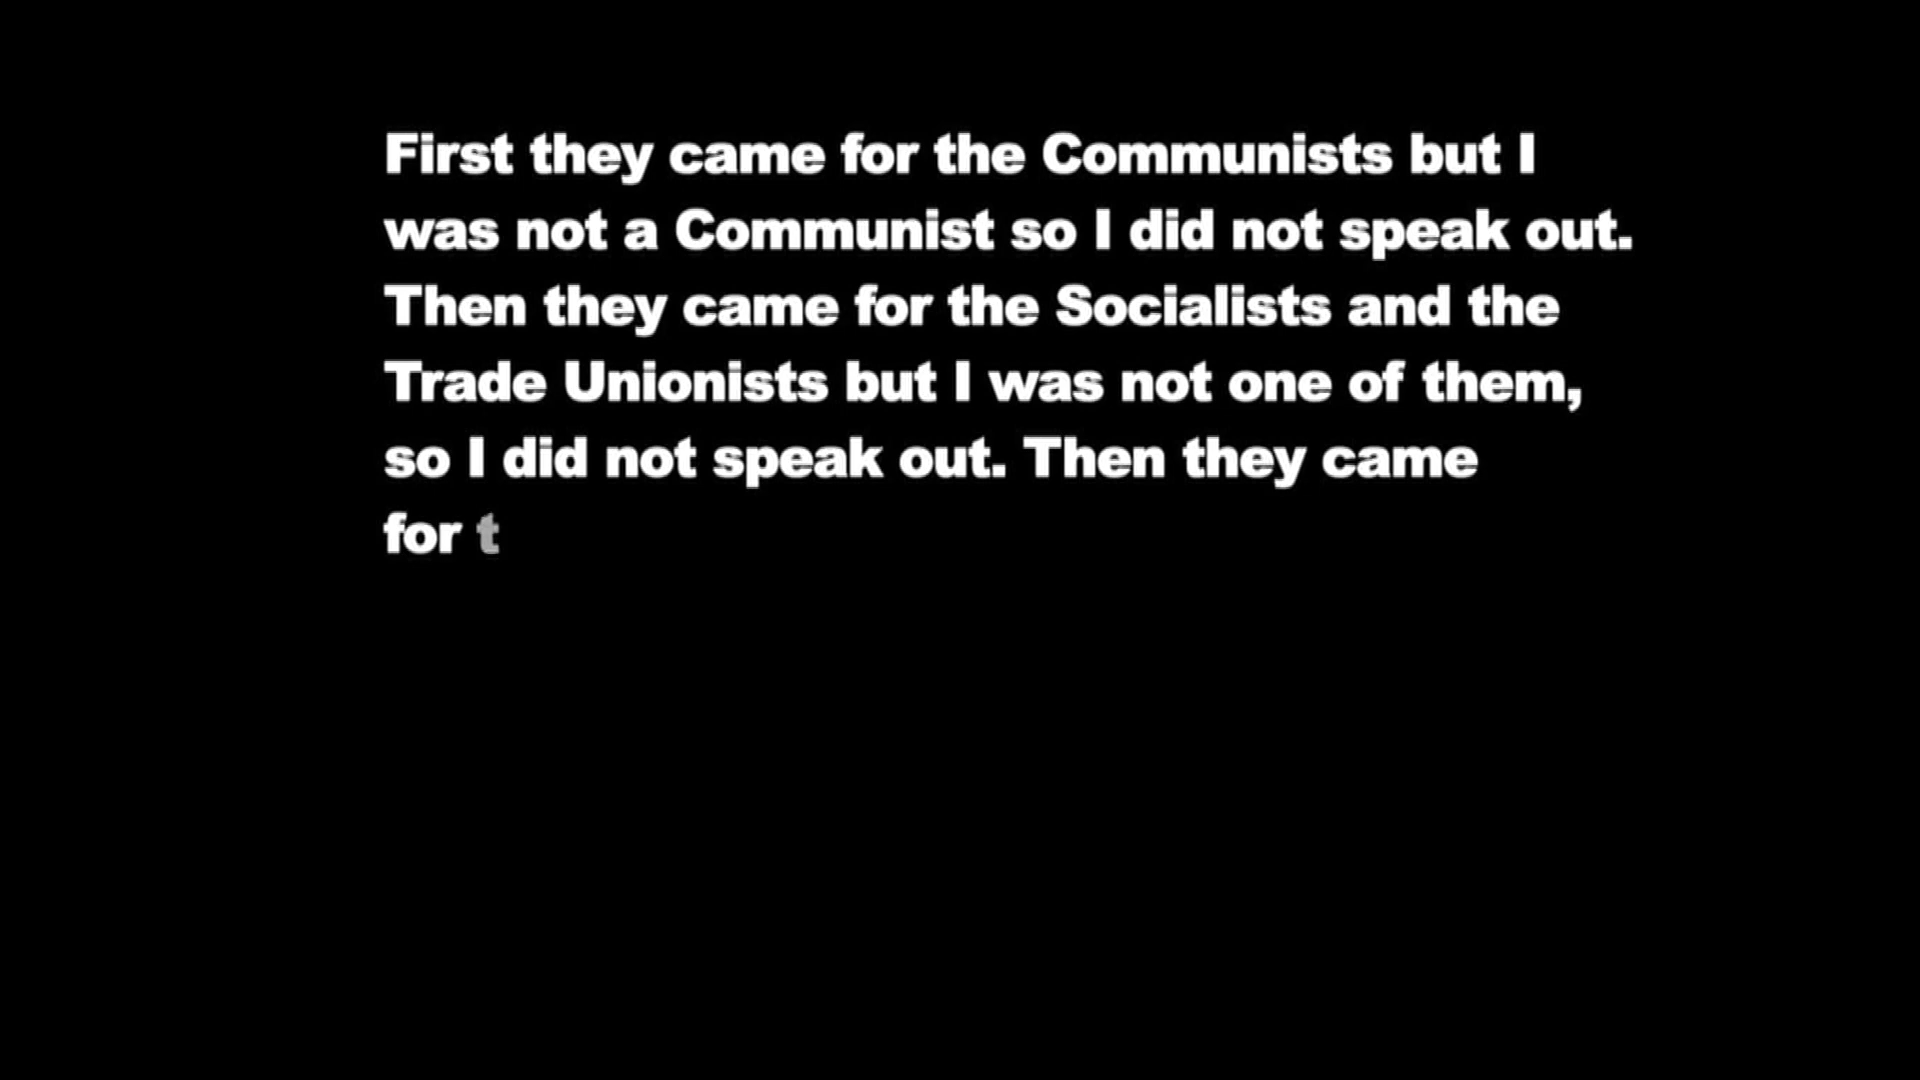 First they came for the Communists but I
was not a Communist so I did not speak out.
Then they came for the Socialists and the
Trade Unionists but I was not one of them,
so I did not speak out. Then they came
for t